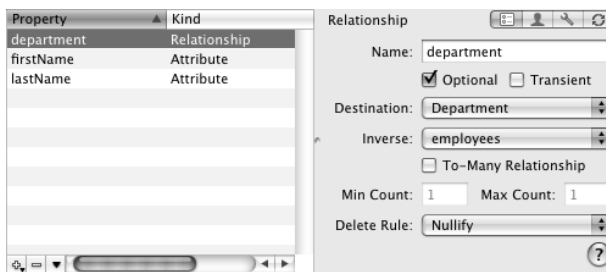 Property Kind
department Relationship
firstName Attribute
lastName Attribute
Relationship
Name: department
Optional Transient
Destination: Department
Inverse: employees
To-Many Relationship
Min Count: 1 Max Count: 1
Delete Rule: Nullify
?